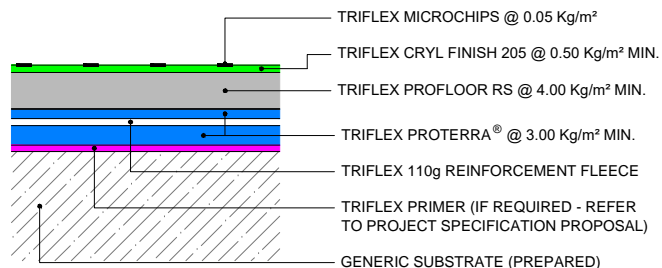 TRIFLEX MICROCHIPS @ 0.05 Kg/m²
TRIFLEX CRYL FINISH 205 @ 0.50 Kg/m² MIN.
TRIFLEX PROFLOOR RS @ 4.00 Kg/m² MIN.
TRIFLEX PROTERRA® @ 3.00 Kg/m² MIN.
TRIFLEX 110g REINFORCEMENT FLEECE
TRIFLEX PRIMER (IF REQUIRED - REFER
TO PROJECT SPECIFICATION PROPOSAL)
GENERIC SUBSTRATE (PREPARED)